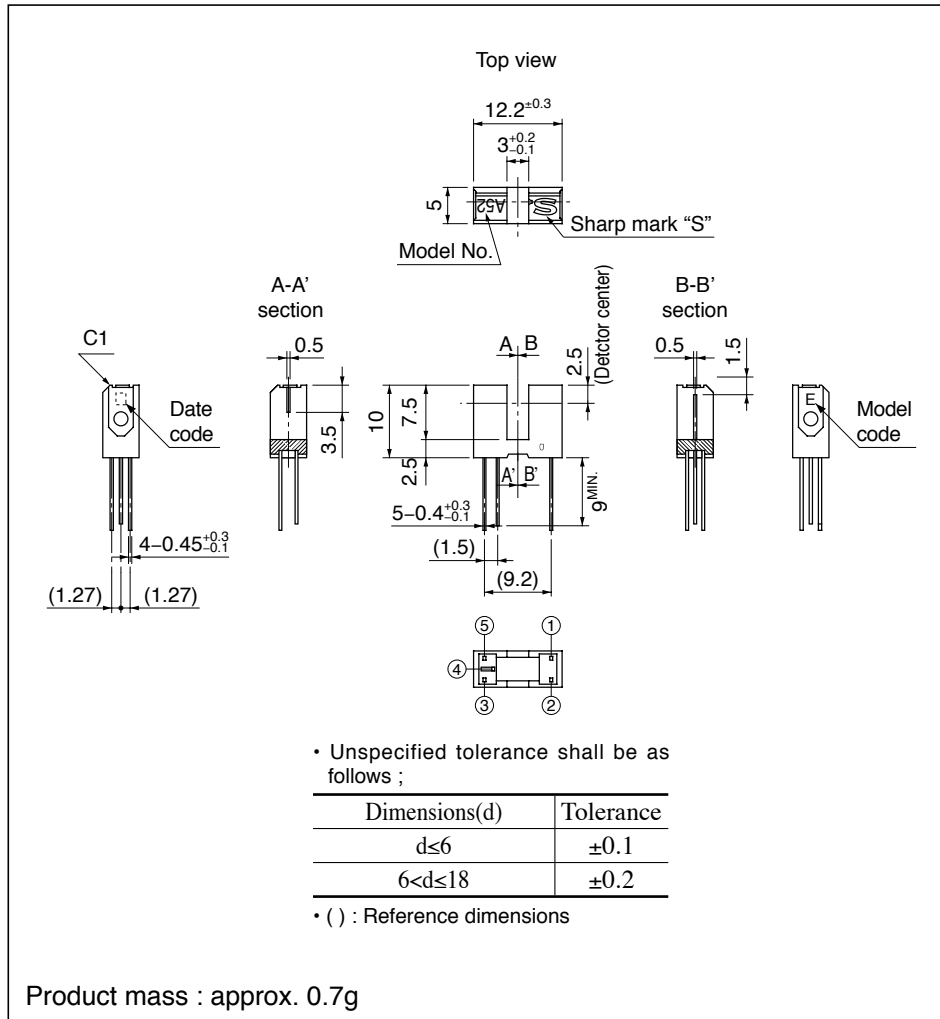 Top view
12.2±0.3
3+0.2
−0.1
5
A52
S
Sharp mark “S”
Model No.
A-A’
section
B-B’
section
C1
0.5
3.5
Date
code
A B
2.5
(Detctor center)
10
7.5
2.5
A' B'
9MIN.
0.5
1.5
E
Model
code
5−0.4+0.3
−0.1
4−0.45+0.3
−0.1
(1.27) (1.27)
(1.5)
(9.2)
5 1
4
3 2
• Unspecified tolerance shall be as
follows ;
Dimensions(d) Tolerance
d≤6 ±0.1
6<d≤18 ±0.2
• ( ) : Reference dimensions
Product mass : approx. 0.7g